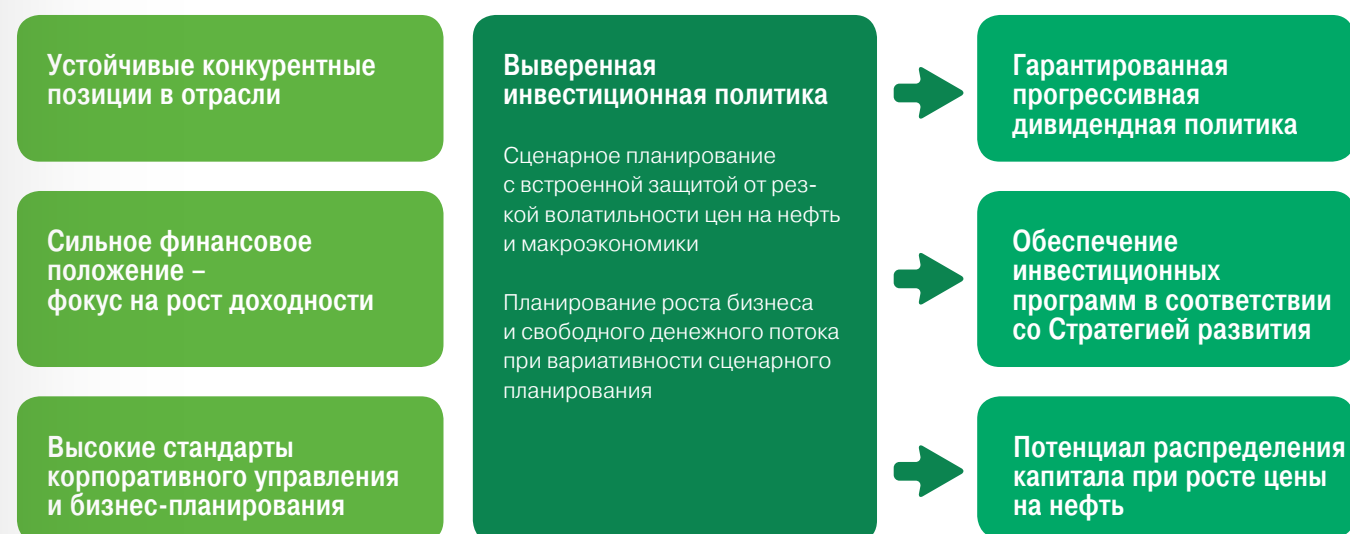 Устойчивые конкурентные
позиции в отрасли
Сильное финансовое
положение –
фокус на рост доходности
Высокие стандарты
корпоративного управления
и бизнес-планирования
Выверенная
инвестиционная политика
Сценарное планирование
с встроенной защитой от рез-
кой волатильности цен на нефть
и макроэкономики
Планирование роста бизнеса
и свободного денежного потока
при вариативности сценарного
планирования
Гарантированная
прогрессивная
дивидендная политика
Обеспечение
инвестиционных
программ в соответствии
со Стратегией развития
Потенциал распределения
капитала при росте цены
на нефть